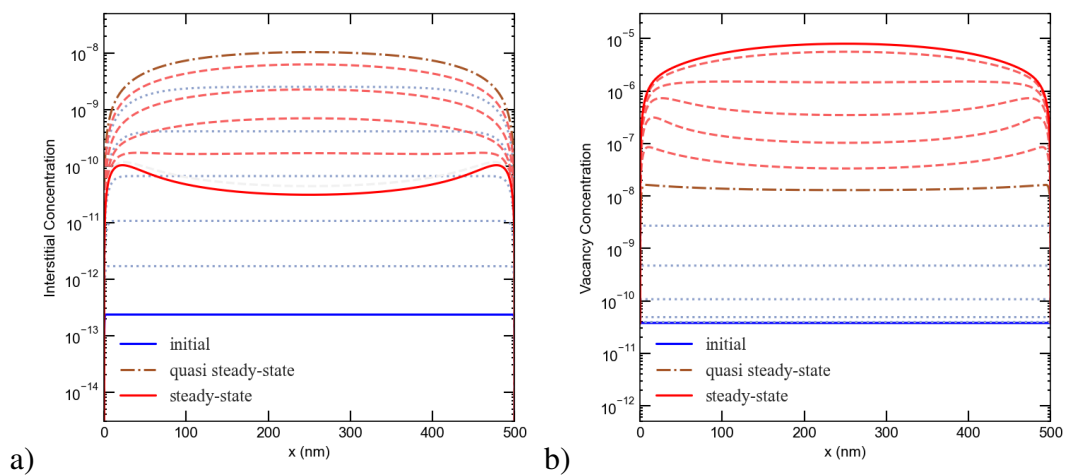 Interstitial Concentration
10⁻⁸
10⁻⁹
10⁻¹⁰
10⁻¹¹
10⁻¹²
10⁻¹³
10⁻¹⁴
initial
quasi steady-state
steady-state
0 100 200 300 400 500
x (nm)
a)
Vacancy Concentration
10⁻⁵
10⁻⁶
10⁻⁷
10⁻⁸
10⁻⁹
10⁻¹⁰
10⁻¹¹
10⁻¹²
initial
quasi steady-state
steady-state
0 100 200 300 400 500
x (nm)
b)